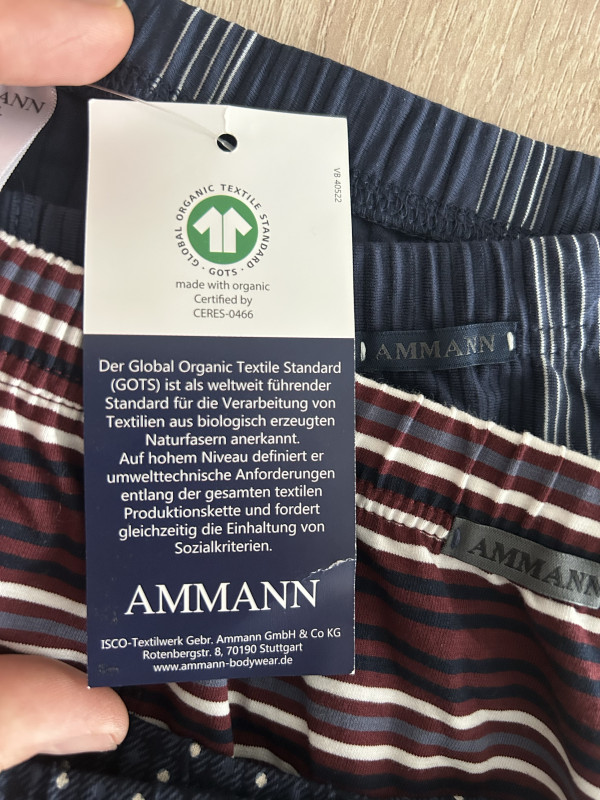 MANN
VB 40522
GLOBAL ORGANIC TEXTILE STANDARD
· GOTS ·
made with organic
Certified by
CERES-0466
Der Global Organic Textile Standard
(GOTS) ist als weltweit führender
Standard für die Verarbeitung von
Textilien aus biologisch erzeugten
Naturfasern anerkannt.
Auf hohem Niveau definiert er
umwelttechnische Anforderungen
entlang der gesamten textilen
Produktionskette und fordert
gleichzeitig die Einhaltung von
Sozialkriterien.
AMMANN
ISCO-Textilwerk Gebr. Ammann GmbH & Co KG
Rotenbergstr. 8, 70190 Stuttgart
www.ammann-bodywear.de
AMMANN
AMMANN